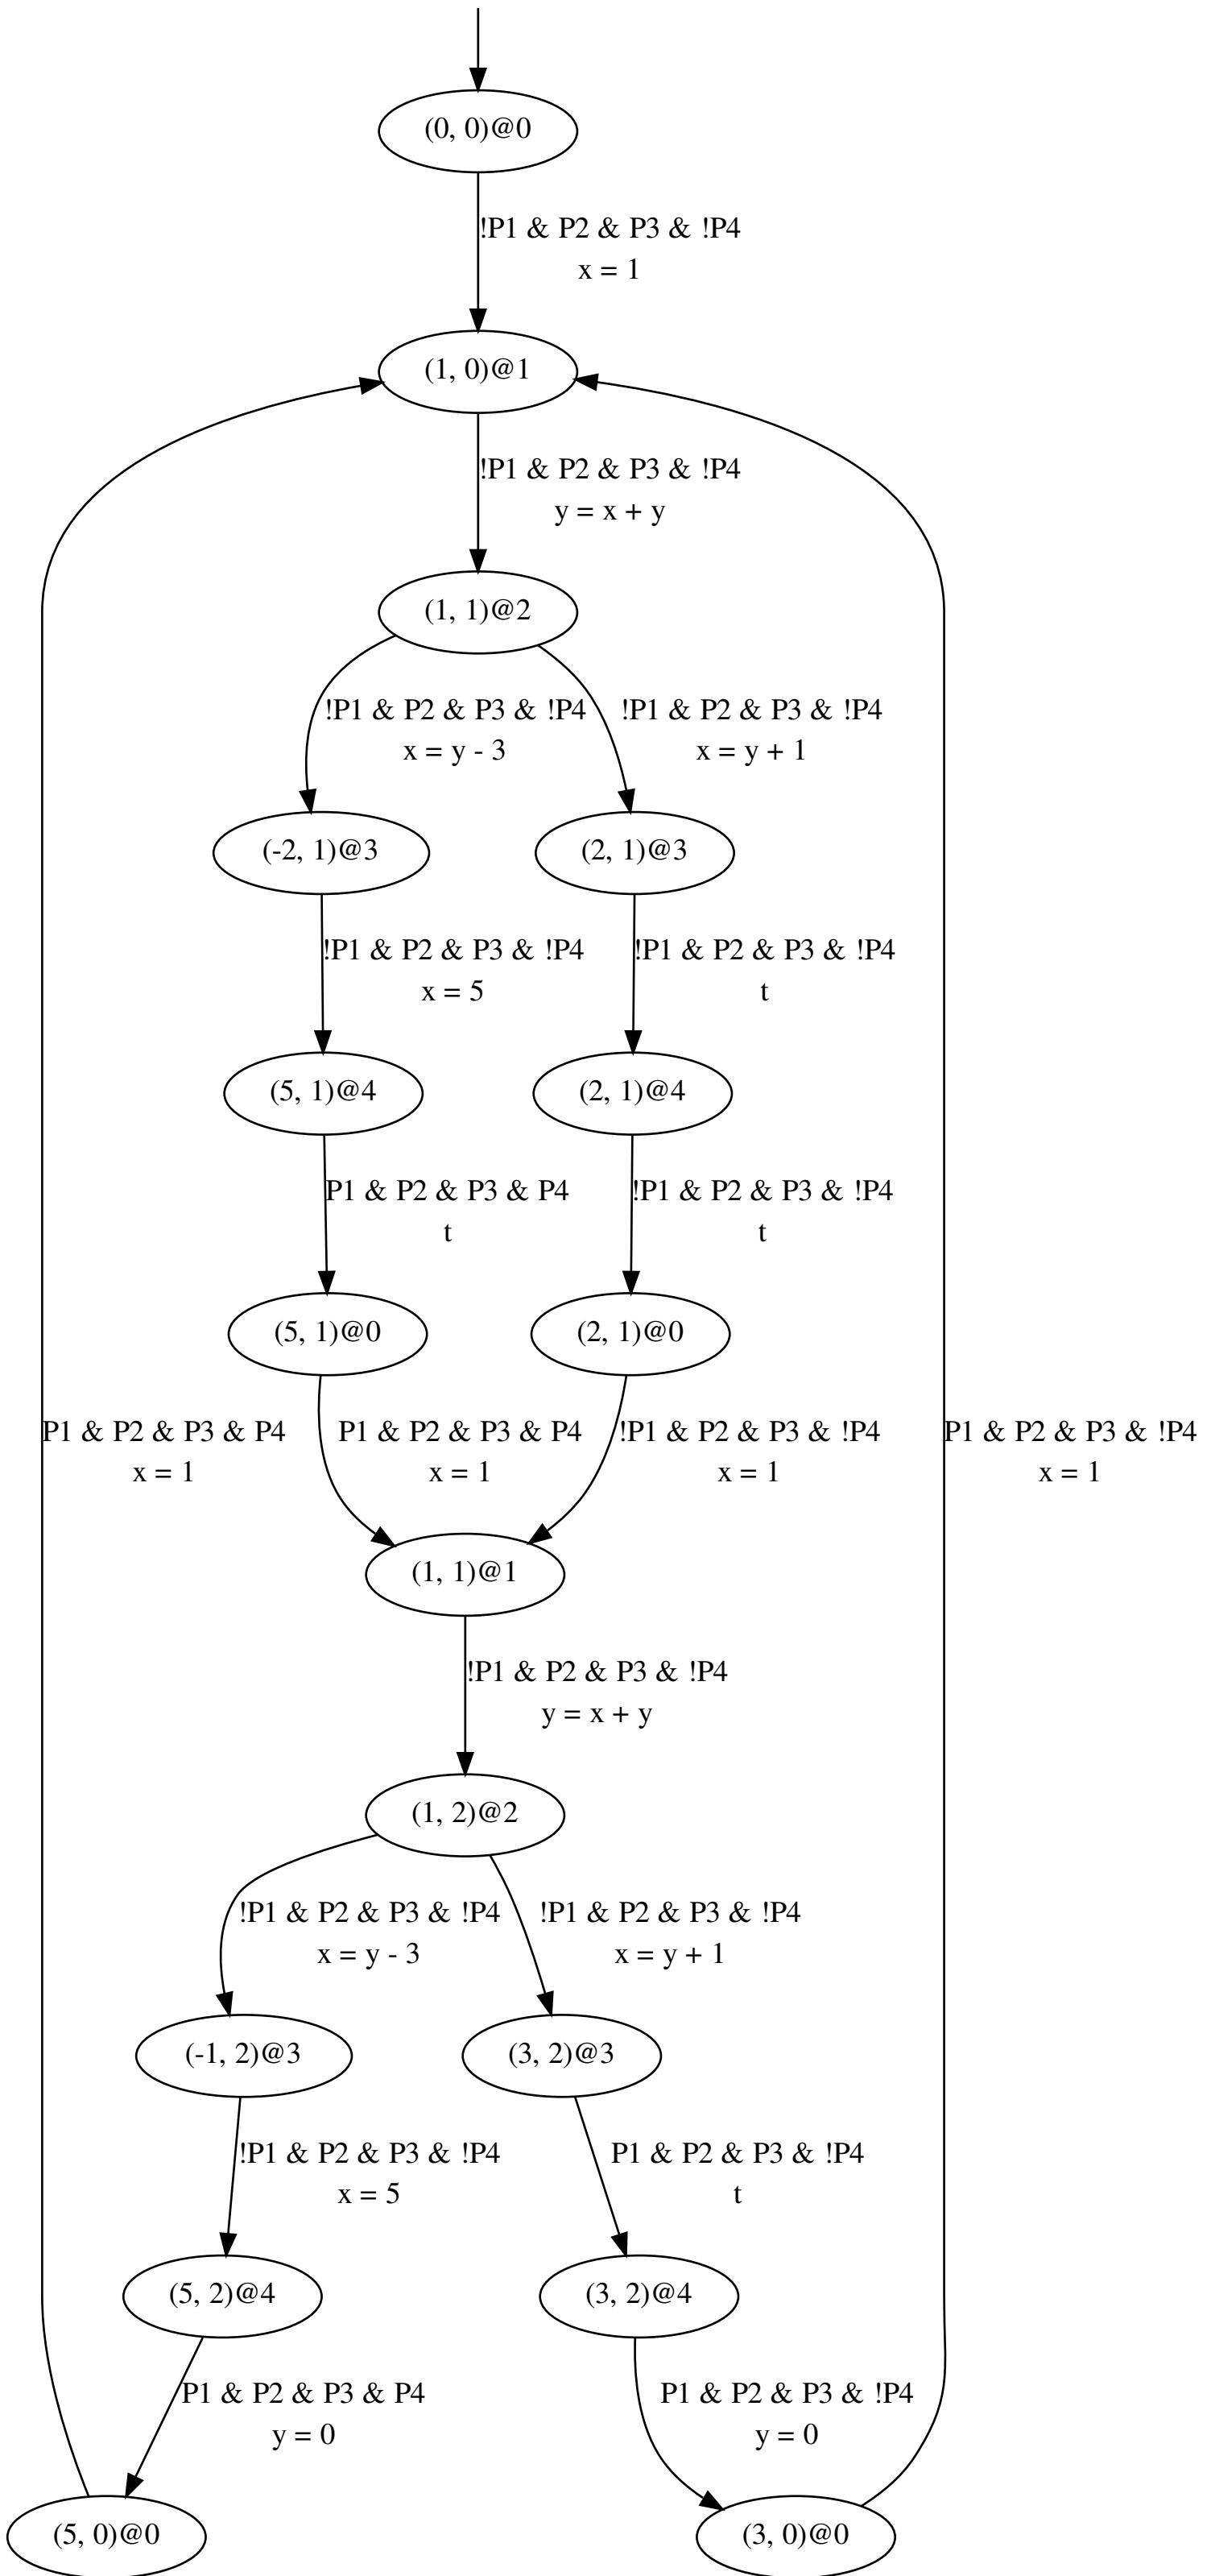 (0, 0)@0
!P1 & P2 & P3 & !P4
x = 1
(1, 0)@1
!P1 & P2 & P3 & !P4
y = x + y
(1, 1)@2
!P1 & P2 & P3 & !P4
x = y - 3
!P1 & P2 & P3 & !P4
x = y + 1
(-2, 1)@3
(2, 1)@3
!P1 & P2 & P3 & !P4
x = 5
!P1 & P2 & P3 & !P4
t
(5, 1)@4
(2, 1)@4
P1 & P2 & P3 & P4
t
!P1 & P2 & P3 & !P4
t
(5, 1)@0
(2, 1)@0
P1 & P2 & P3 & P4
x = 1
P1 & P2 & P3 & P4
x = 1
!P1 & P2 & P3 & !P4
x = 1
P1 & P2 & P3 & !P4
x = 1
(1, 1)@1
!P1 & P2 & P3 & !P4
y = x + y
(1, 2)@2
!P1 & P2 & P3 & !P4
x = y - 3
!P1 & P2 & P3 & !P4
x = y + 1
(-1, 2)@3
(3, 2)@3
!P1 & P2 & P3 & !P4
x = 5
P1 & P2 & P3 & !P4
t
(5, 2)@4
(3, 2)@4
P1 & P2 & P3 & P4
y = 0
P1 & P2 & P3 & !P4
y = 0
(5, 0)@0
(3, 0)@0